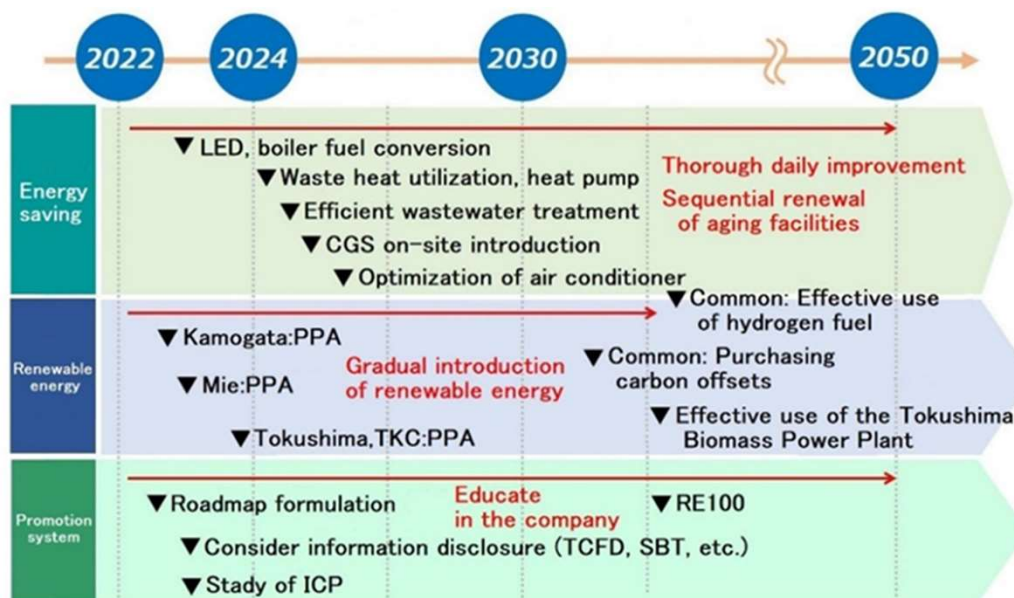 2022
2024
2030
2050
Energy
saving
▼LED, boiler fuel conversion
▼Waste heat utilization, heat pump
▼Efficient wastewater treatment
▼CGS on-site introduction
▼Optimization of air conditioner
Thorough daily improvement
Sequential renewal
of aging facilities
Renewable
energy
▼Kamogata:PPA
▼Mie:PPA
▼Tokushima,TKC:PPA
Gradual introduction
of renewable energy
▼Common: Effective use
of hydrogen fuel
▼Common: Purchasing
carbon offsets
▼Effective use of the Tokushima
Biomass Power Plant
Promotion
system
▼Roadmap formulation
▼Consider information disclosure (TCFD, SBT, etc.)
▼Stady of ICP
Educate
in the company
▼RE100